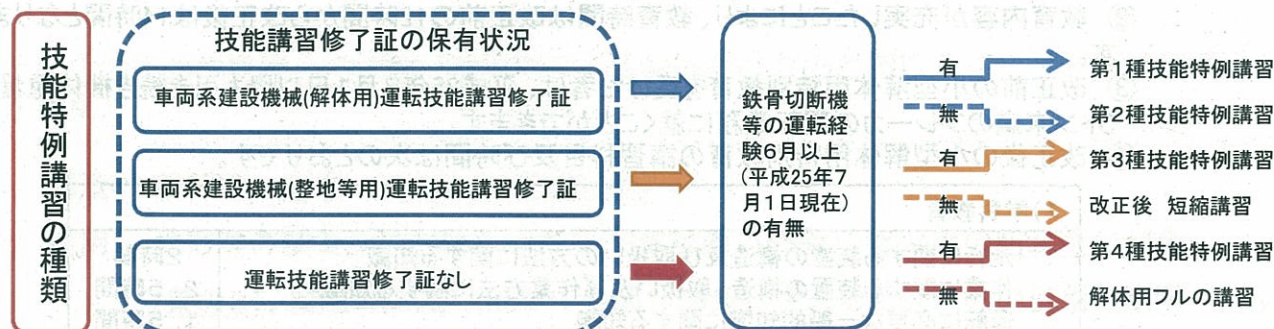 技能特例講習の種類
技能講習修了証の保有状況
車両系建設機械(解体用)運転技能講習修了証
車両系建設機械(整地等用)運転技能講習修了証
運転技能講習修了証なし
鉄骨切断機
等の運転経
験6月以上
(平成25年7
月1日現在)
の有無
有 第1種技能特例講習
無 第2種技能特例講習
有 第3種技能特例講習
無 改正後 短縮講習
有 第4種技能特例講習
無 解体用フルの講習